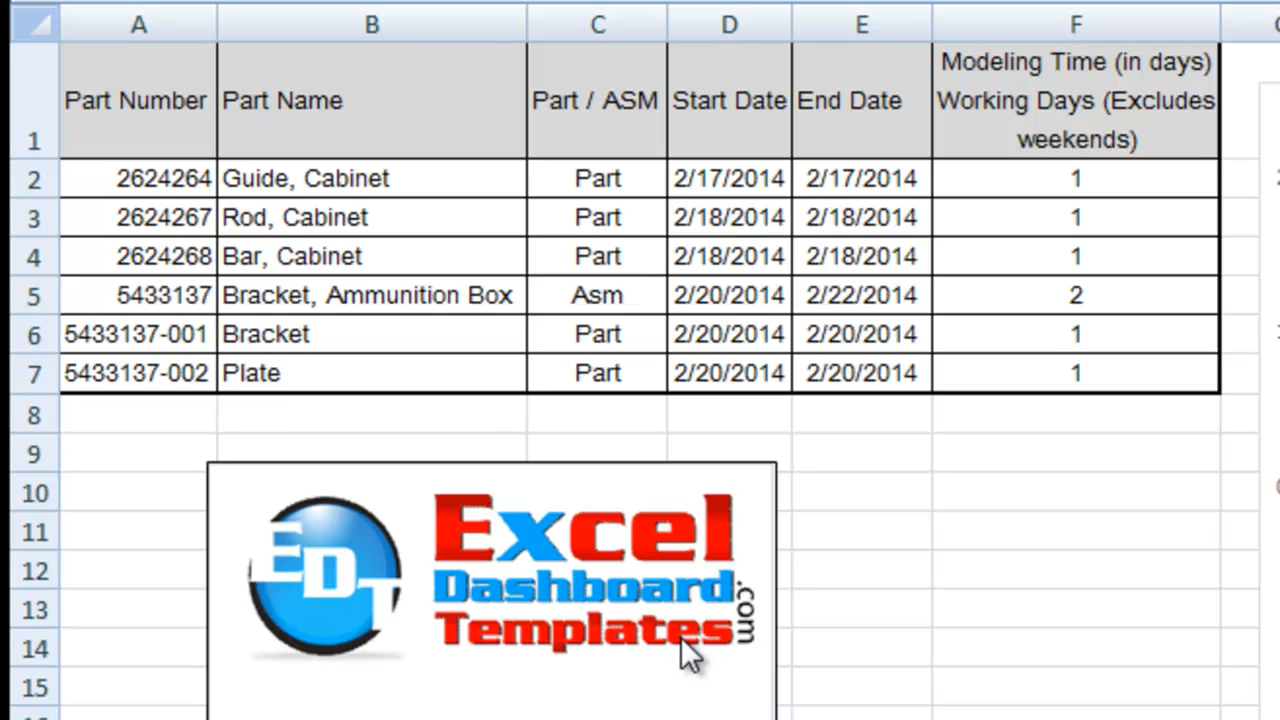 A B C D E F
Modeling Time (in days)
Part Number Part Name Part / ASM Start Date End Date Working Days (Excludes
1 weekends)
2 2624264 Guide, Cabinet Part 2/17/2014 2/17/2014 1
3 2624267 Rod, Cabinet Part 2/18/2014 2/18/2014 1
4 2624268 Bar, Cabinet Part 2/18/2014 2/18/2014 1
5 5433137 Bracket, Ammunition Box Asm 2/20/2014 2/22/2014 2
6 5433137-001 Bracket Part 2/20/2014 2/20/2014 1
7 5433137-002 Plate Part 2/20/2014 2/20/2014 1
8
9
10
11
12
13
14
15
EDT
Excel
Dashboard
Templates
.com